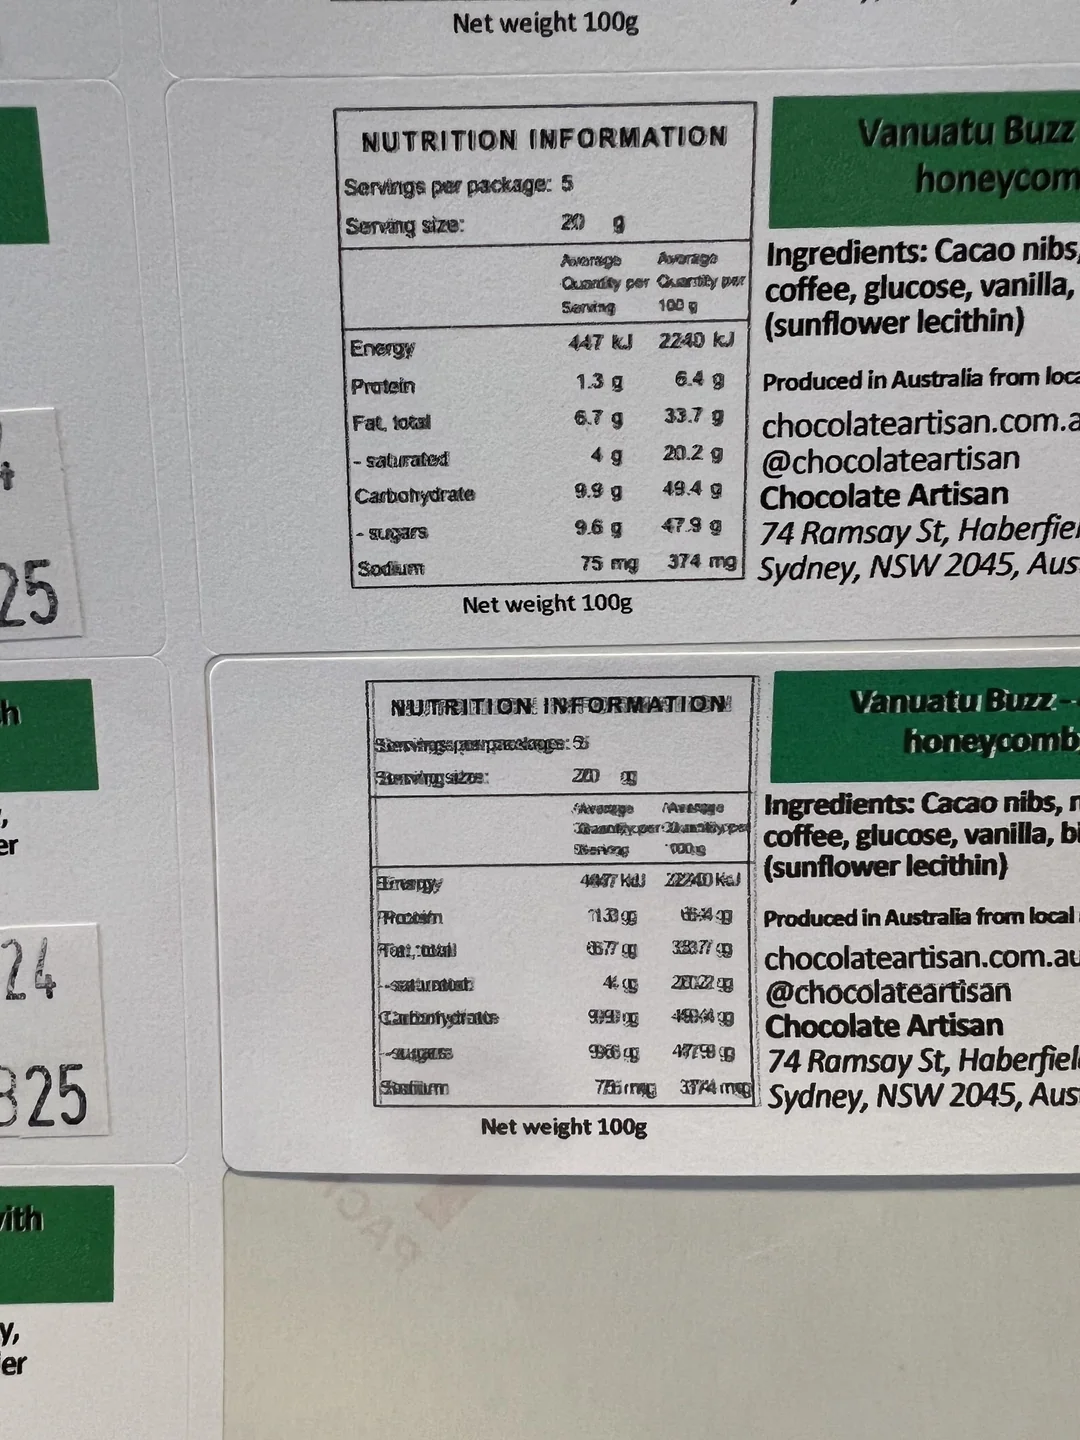 Net weight 100g
NUTRITION INFORMATION
Servings per package: 5
Serving size: 20 g
Average Average
Quantity per Quantity per
Serving 100 g
Energy 447 kJ 2240 kJ
Protein 1.3 g 6.4 g
Fat, total 6.7 g 33.7 g
- saturated 4 g 20.2 g
Carbohydrate 9.9 g 49.4 g
- sugars 9.6 g 47.9 g
Sodium 75 mg 374 mg
Net weight 100g
Vanuatu Buzz
honeycom
Ingredients: Cacao nibs,
coffee, glucose, vanilla,
(sunflower lecithin)
Produced in Australia from loca
chocolateartisan.com.a
@chocolateartisan
Chocolate Artisan
74 Ramsay St, Haberfie
Sydney, NSW 2045, Aus
25
NUTRITION INFORMATION
Servings per package: 5
Serving size: 20 g
Average Average
Quantity per Quantity per
Serving 100 g
Energy 447 kJ 2240 kJ
Protein 1.3 g 6.4 g
Fat, total 6.7 g 33.7 g
- saturated 4 g 20.2 g
Carbohydrate 9.9 g 49.4 g
- sugars 9.6 g 47.9 g
Sodium 75 mg 374 mg
Net weight 100g
Vanuatu Buzz -
honeycomb
Ingredients: Cacao nibs,
coffee, glucose, vanilla, bi
(sunflower lecithin)
Produced in Australia from local
chocolateartisan.com.au
@chocolateartisan
Chocolate Artisan
74 Ramsay St, Haberfiel
Sydney, NSW 2045, Aus
h
er
24
25
with
y,
er